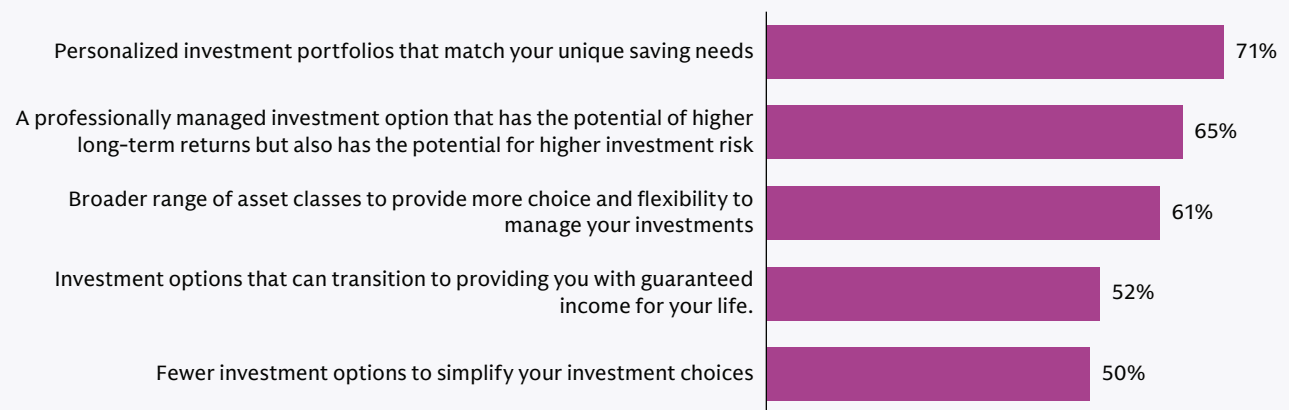 Personalized investment portfolios that match your unique saving needs
71%
A professionally managed investment option that has the potential of higher
long-term returns but also has the potential for higher investment risk
65%
Broader range of asset classes to provide more choice and flexibility to
manage your investments
61%
Investment options that can transition to providing you with guaranteed
income for your life.
52%
Fewer investment options to simplify your investment choices
50%